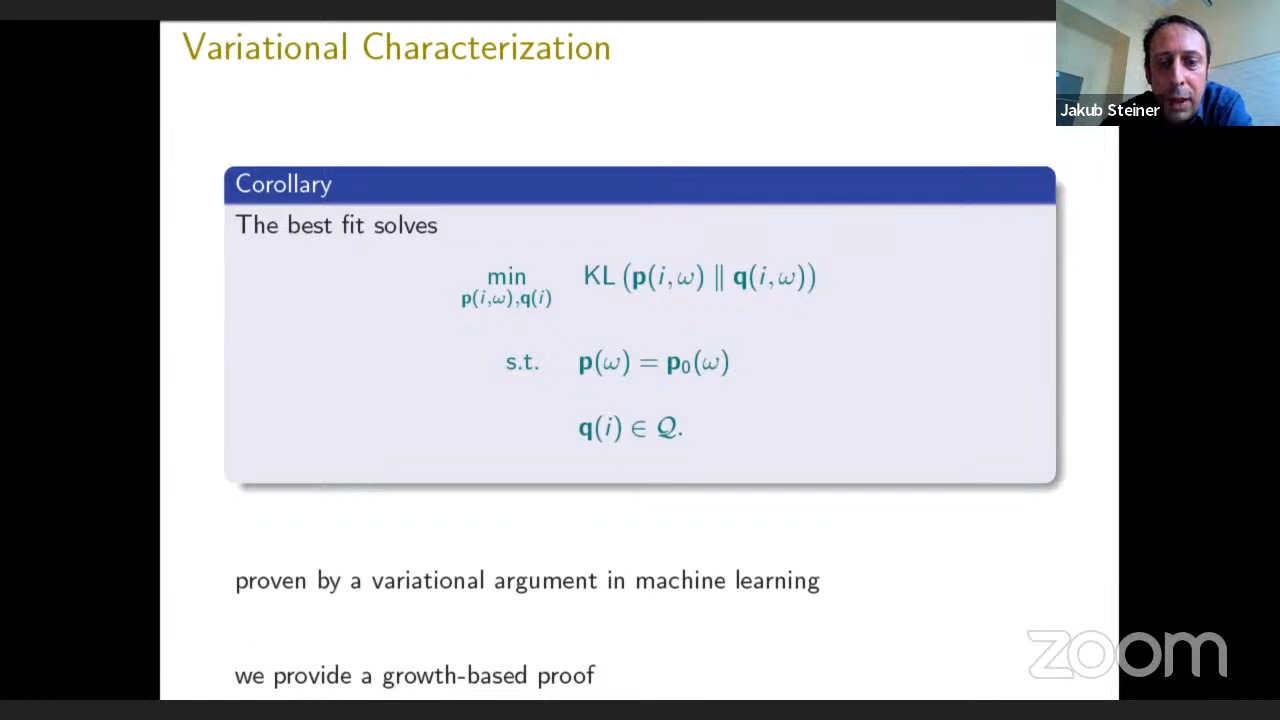 Variational Characterization
Jakub Steiner
Corollary
The best fit solves
min KL (p(i,ω) ∥ q(i,ω))
p(i,ω),q(i)
s.t. p(ω) = p₀(ω)
q(i) ∈ 𝒬.
proven by a variational argument in machine learning
zoom
we provide a growth-based proof